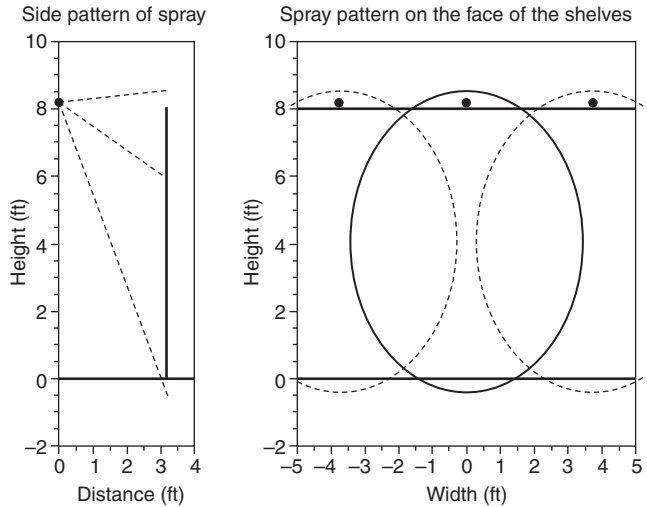 Side pattern of spray
10
8
6
4
2
0
–2
Height (ft)
0 1 2 3 4
Distance (ft)
Spray pattern on the face of the shelves
10
8
6
4
2
0
–2
Height (ft)
–5 –4 –3 –2 –1 0 1 2 3 4 5
Width (ft)